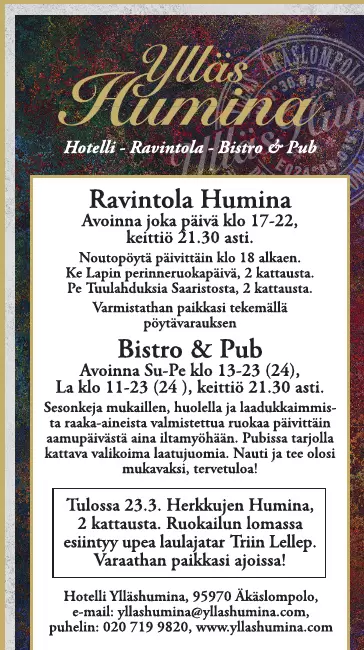 Ylläs
Humina
ÄKÄSLOMPOLO
Hotelli - Ravintola - Bistro & Pub
Ravintola Humina
Avoinna joka päivä klo 17-22,
keittiö 21.30 asti.
Noutopöytä päivittäin klo 18 alkaen.
Ke Lapin perinneruokapäivä, 2 kattausta.
Pe Tuulahduksia Saaristosta, 2 kattausta.
Varmistathan paikkasi tekemällä
pöytävarauksen
Bistro & Pub
Avoinna Su-Pe klo 13-23 (24),
La klo 11-23 (24 ), keittiö 21.30 asti.
Sesonkeja mukaillen, huolella ja laadukkaimmis-
ta raaka-aineista valmistettua ruokaa päivittäin
aamupäivästä aina iltamyöhään. Pubissa tarjolla
kattava valikoima laatujuomia. Nauti ja tee olosi
mukavaksi, tervetuloa!
Tulossa 23.3. Herkkujen Humina,
2 kattausta. Ruokailun lomassa
esiintyy upea laulajatar Triin Lellep.
Varaathan paikkasi ajoissa!
Hotelli Ylläshumina, 95970 Äkäslompolo,
e-mail: yllashumina@yllashumina.com,
puhelin: 020 719 9820, www.yllashumina.com